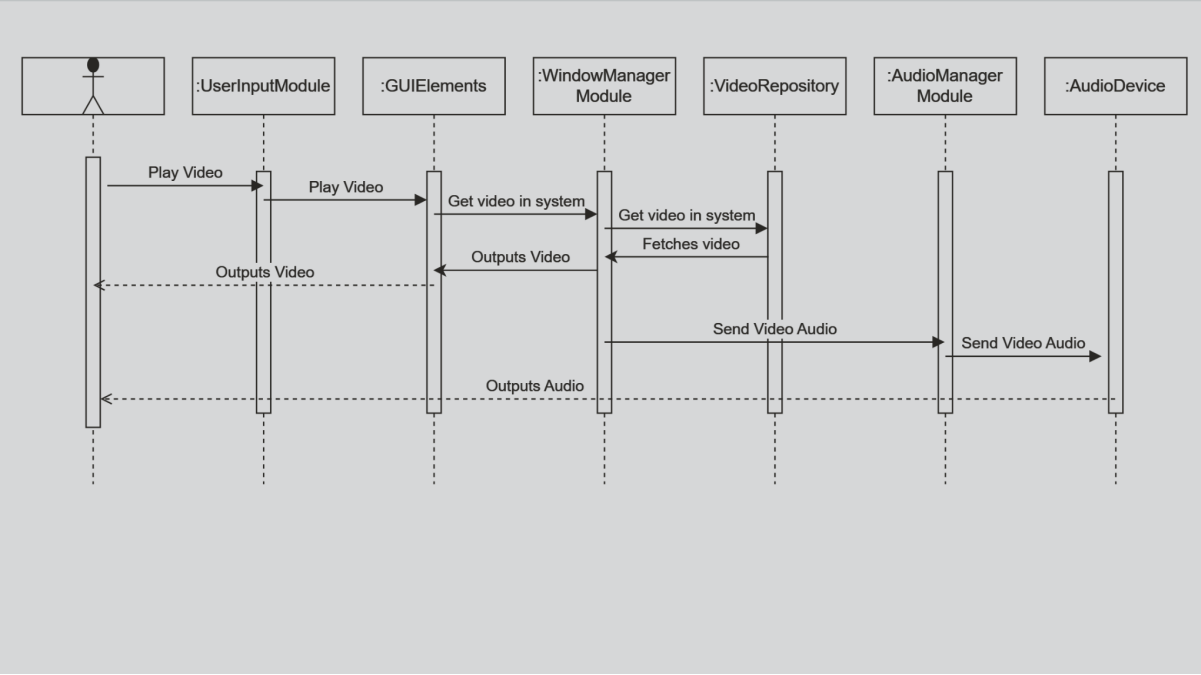 :UserInputModule
:GUIElements
:WindowManager
Module
:VideoRepository
:AudioManager
Module
:AudioDevice
Play Video
Play Video
Get video in system
Get video in system
Fetches video
Outputs Video
Outputs Video
Send Video Audio
Send Video Audio
Outputs Audio